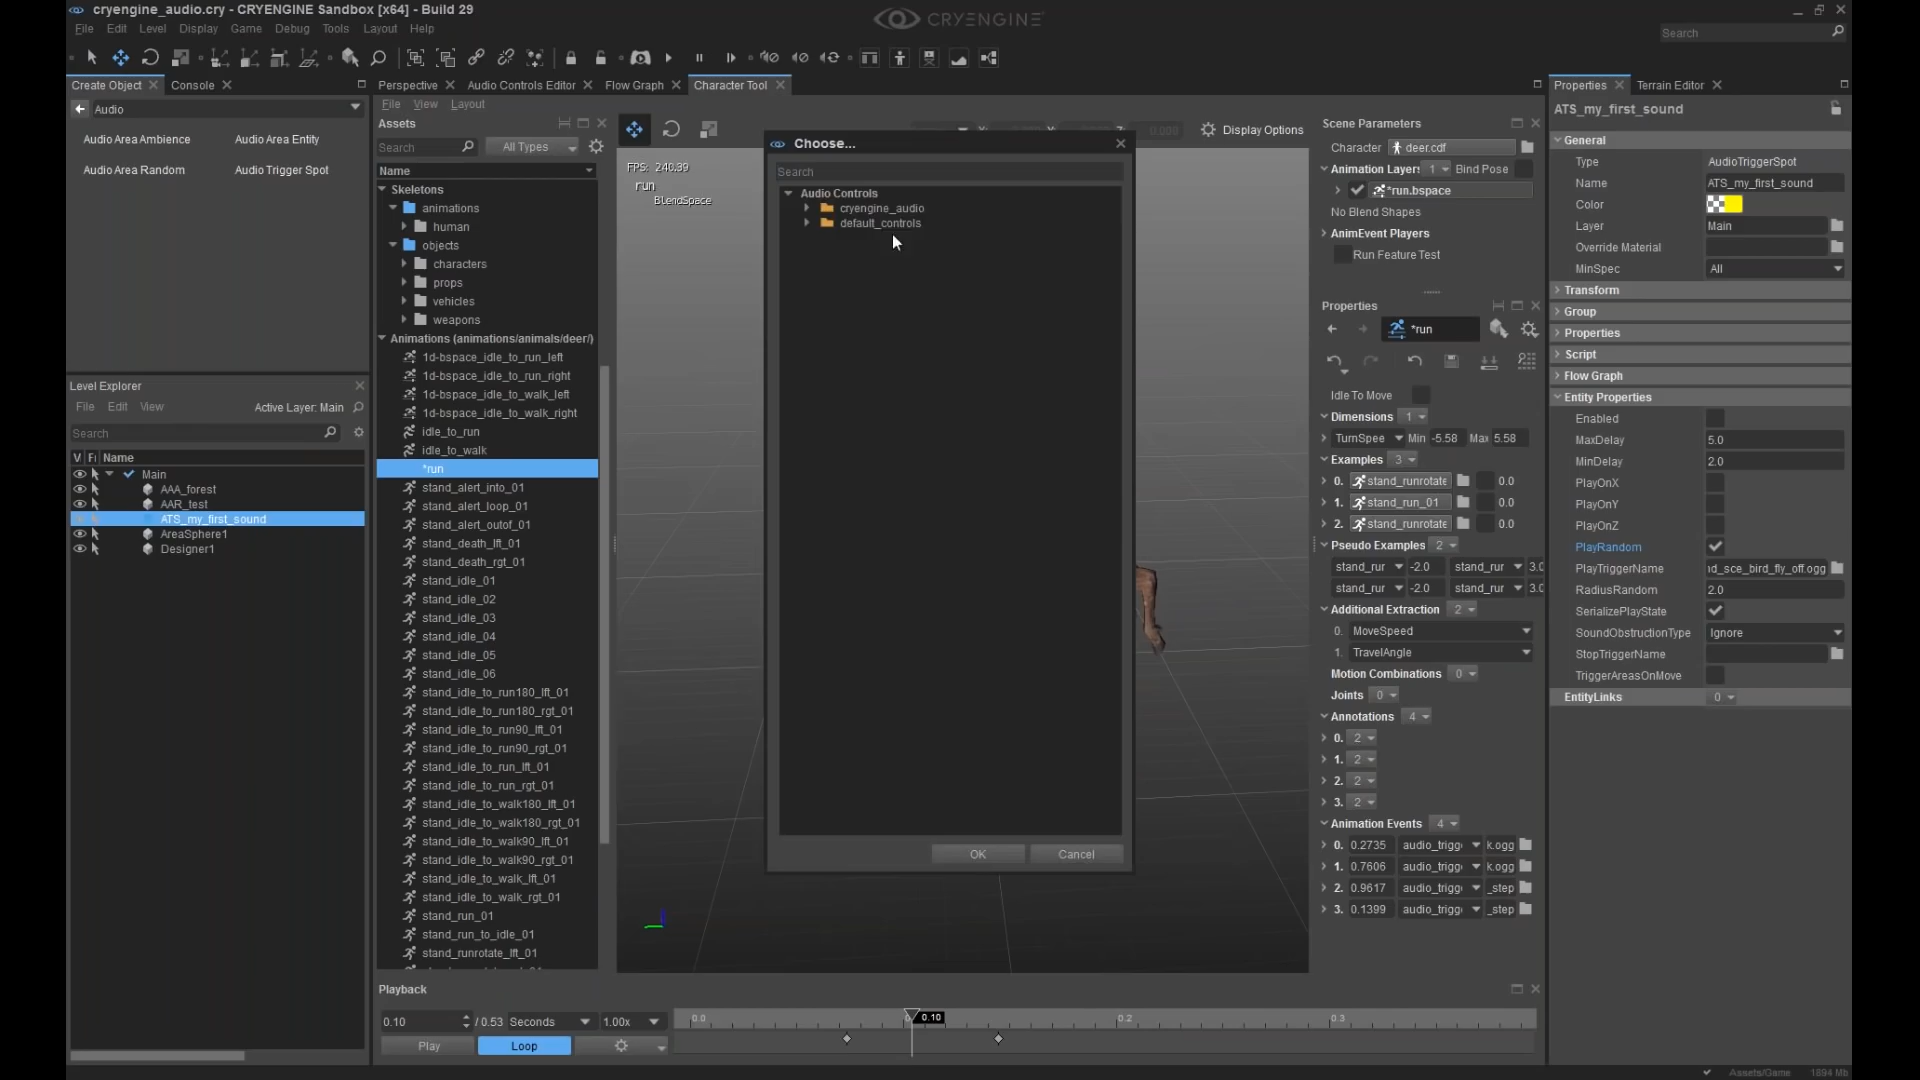 cryengine_audio.cry - CRYENGINE Sandbox [x64] - Build 29
CRYENGINE
File Edit Level Display Game Debug Tools Layout Help
Search
Create Object
Console
Audio
Audio Area Ambience
Audio Area Entity
Audio Area Random
Audio Trigger Spot
Level Explorer
File Edit View
Active Layer: Main
Search
Name
Main
AAA_forest
AAR_test
ATS_my_first_sound
AreaSphere1
Designer1
Perspective
Audio Controls Editor
Flow Graph
Character Tool
File View Layout
Assets
Search
All Types
Name
Skeletons
animations
human
objects
characters
props
vehicles
weapons
Animations (animations/animals/deer/)
1d-bspace_idle_to_run_left
1d-bspace_idle_to_run_right
1d-bspace_idle_to_walk_left
1d-bspace_idle_to_walk_right
idle_to_run
idle_to_walk
*run
stand_alert_into_01
stand_alert_loop_01
stand_alert_outof_01
stand_death_lft_01
stand_death_rgt_01
stand_idle_01
stand_idle_02
stand_idle_03
stand_idle_04
stand_idle_05
stand_idle_06
stand_idle_to_run180_lft_01
stand_idle_to_run180_rgt_01
stand_idle_to_run90_lft_01
stand_idle_to_run90_rgt_01
stand_idle_to_run_lft_01
stand_idle_to_run_rgt_01
stand_idle_to_walk180_lft_01
stand_idle_to_walk180_rgt_01
stand_idle_to_walk90_lft_01
stand_idle_to_walk90_rgt_01
stand_idle_to_walk_lft_01
stand_idle_to_walk_rgt_01
stand_run_01
stand_run_to_idle_01
stand_runrotate_lft_01
Display Options
FPS: 240.39
run
BlendSpace
Choose...
Search
Audio Controls
cryengine_audio
default_controls
OK
Cancel
Playback
0.10 / 0.53 Seconds 1.00x
Play
Loop
0.0
0.10
0.2
0.3
Scene Parameters
Character deer.cdf
Animation Layers 1 Bind Pose
*run.bspace
No Blend Shapes
AnimEvent Players
Run Feature Test
Properties
*run
Idle To Move
Dimensions 1
TurnSpee Min -5.58 Max 5.58
Examples 3
0. stand_runrotate 0.0
1. stand_run_01 0.0
2. stand_runrotate 0.0
Pseudo Examples 2
stand_rur -2.0 stand_rur 3.0
stand_rur -2.0 stand_rur 3.0
Additional Extraction 2
0. MoveSpeed
1. TravelAngle
Motion Combinations 0
Joints 0
Annotations 4
0. 2
1. 2
2. 2
3. 2
Animation Events 4
0. 0.2735 audio_trigg k.ogg
1. 0.7606 audio_trigg k.ogg
2. 0.9617 audio_trigg _step
3. 0.1399 audio_trigg _step
Properties
Terrain Editor
ATS_my_first_sound
General
Type AudioTriggerSpot
Name ATS_my_first_sound
Color
Layer Main
Override Material
MinSpec All
Transform
Group
Properties
Script
Flow Graph
Entity Properties
Enabled
MaxDelay 5.0
MinDelay 2.0
PlayOnX
PlayOnY
PlayOnZ
PlayRandom
PlayTriggerName nd_sce_bird_fly_off.ogg
RadiusRandom 2.0
SerializePlayState
SoundObstructionType Ignore
StopTriggerName
TriggerAreasOnMove
EntityLinks 0
Assets/Game 1894 Mb